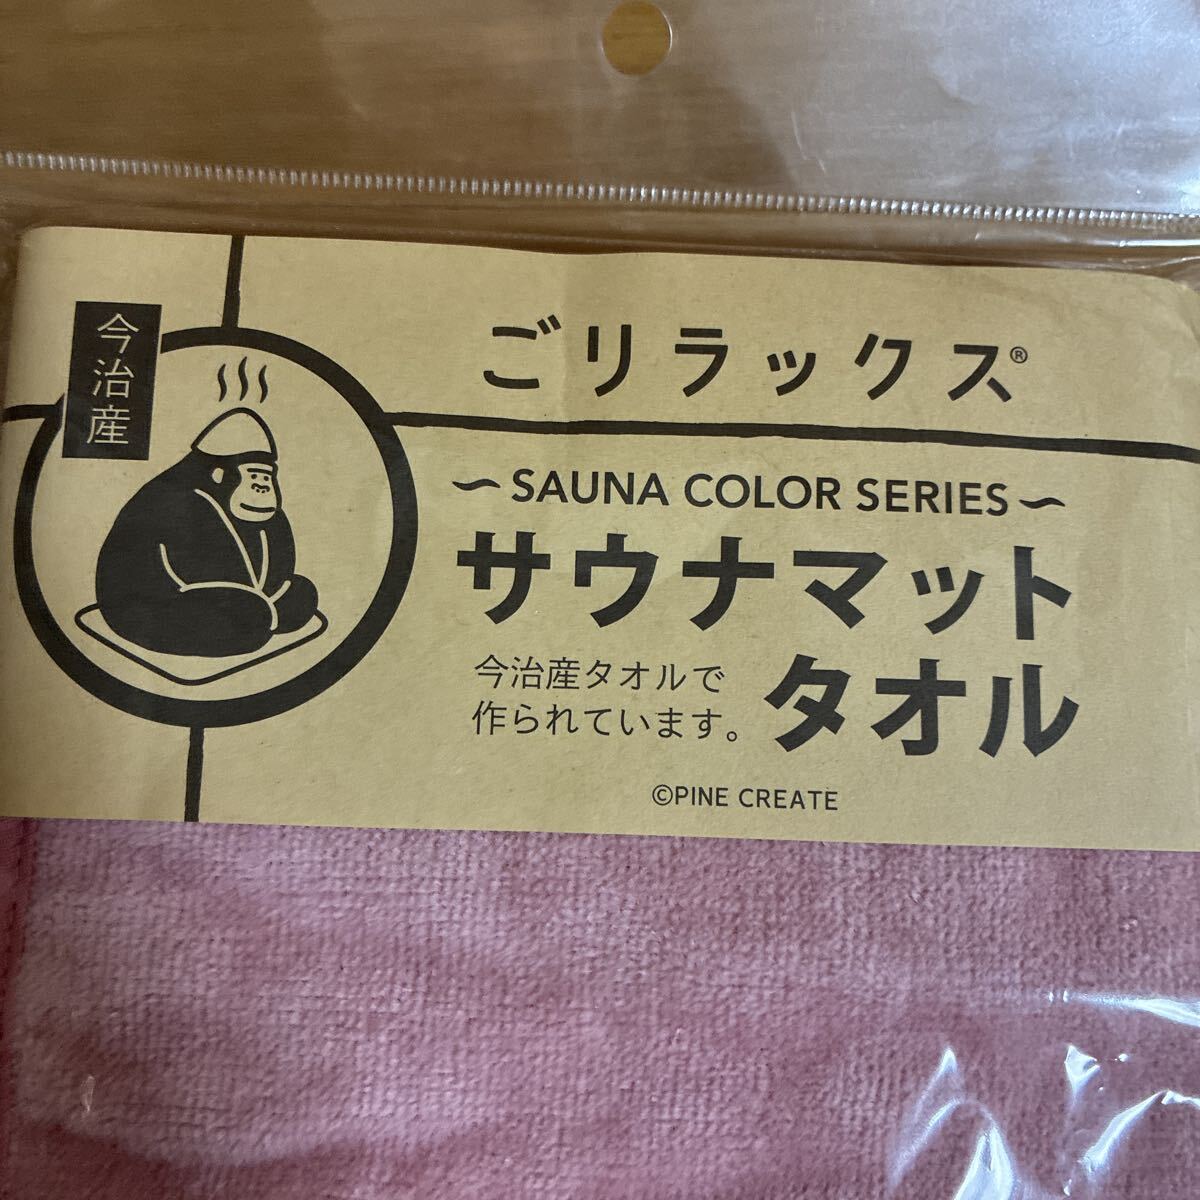 今治産
ごリラックス®
～SAUNA COLOR SERIES～
サウナマット
タオル
今治産タオルで
作られています。
©PINE CREATE